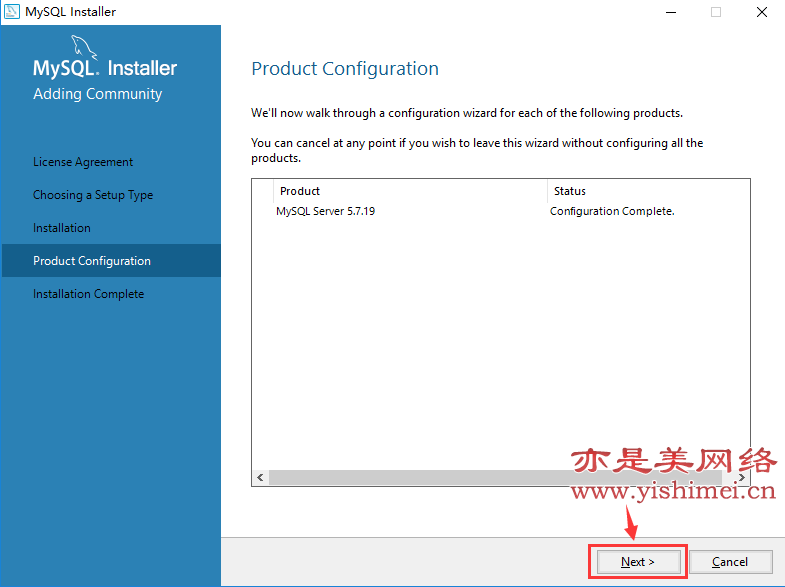 MySQL Installer
MySQL. Installer
Adding Community
License Agreement
Choosing a Setup Type
Installation
Product Configuration
Installation Complete
Product Configuration
We'll now walk through a configuration wizard for each of the following products.
You can cancel at any point if you wish to leave this wizard without configuring all the
products.
Product Status
MySQL Server 5.7.19 Configuration Complete.
亦是美网络
www.yishimei.cn
Next > Cancel